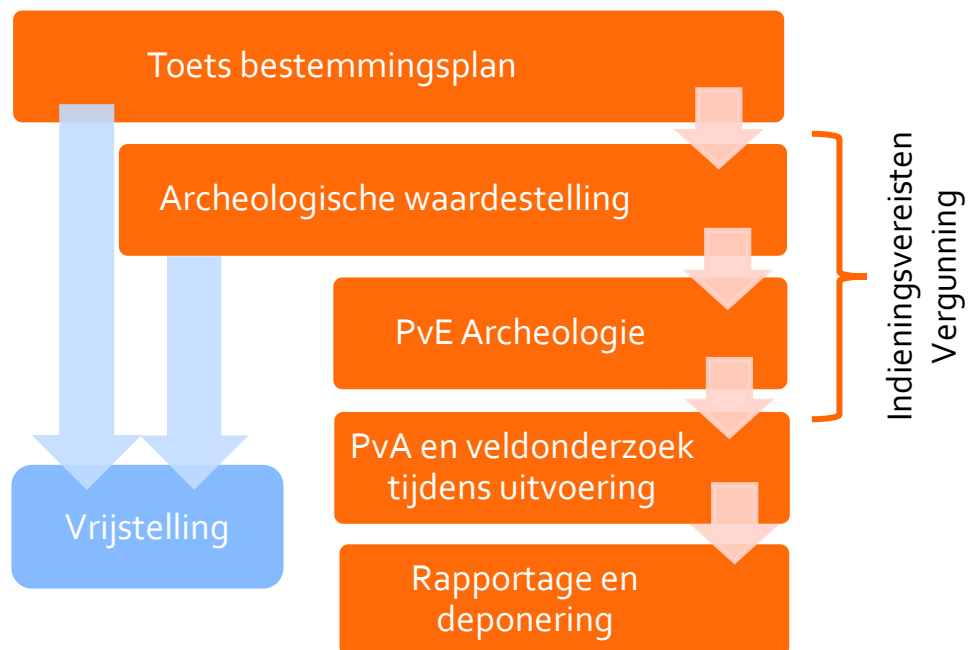 Toets bestemmingsplan
Archeologische waardestelling
PvE Archeologie
PvA en veldonderzoek
tijdens uitvoering
Rapportage en
deponering
Vrijstelling
Indieningsvereisten
Vergunning